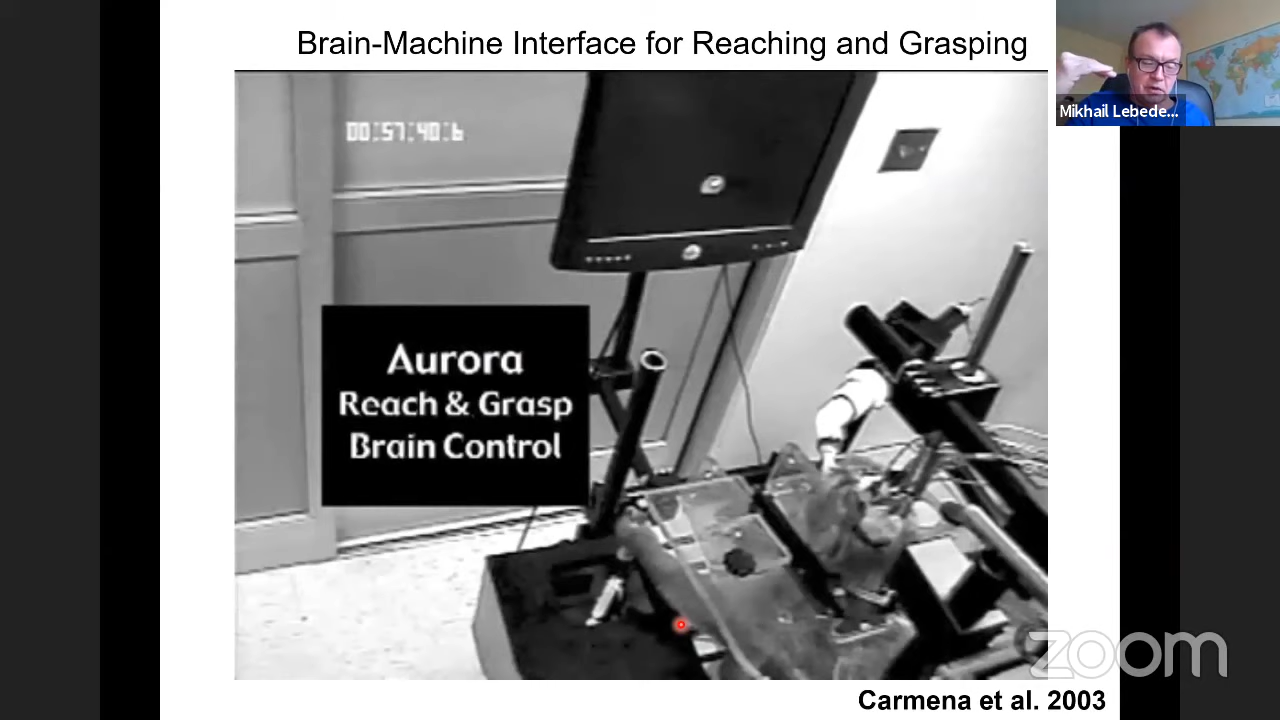 Brain-Machine Interface for Reaching and Grasping
Mikhail Lebede...
00:57:40:6
Aurora
Reach & Grasp
Brain Control
zoom
Carmena et al. 2003